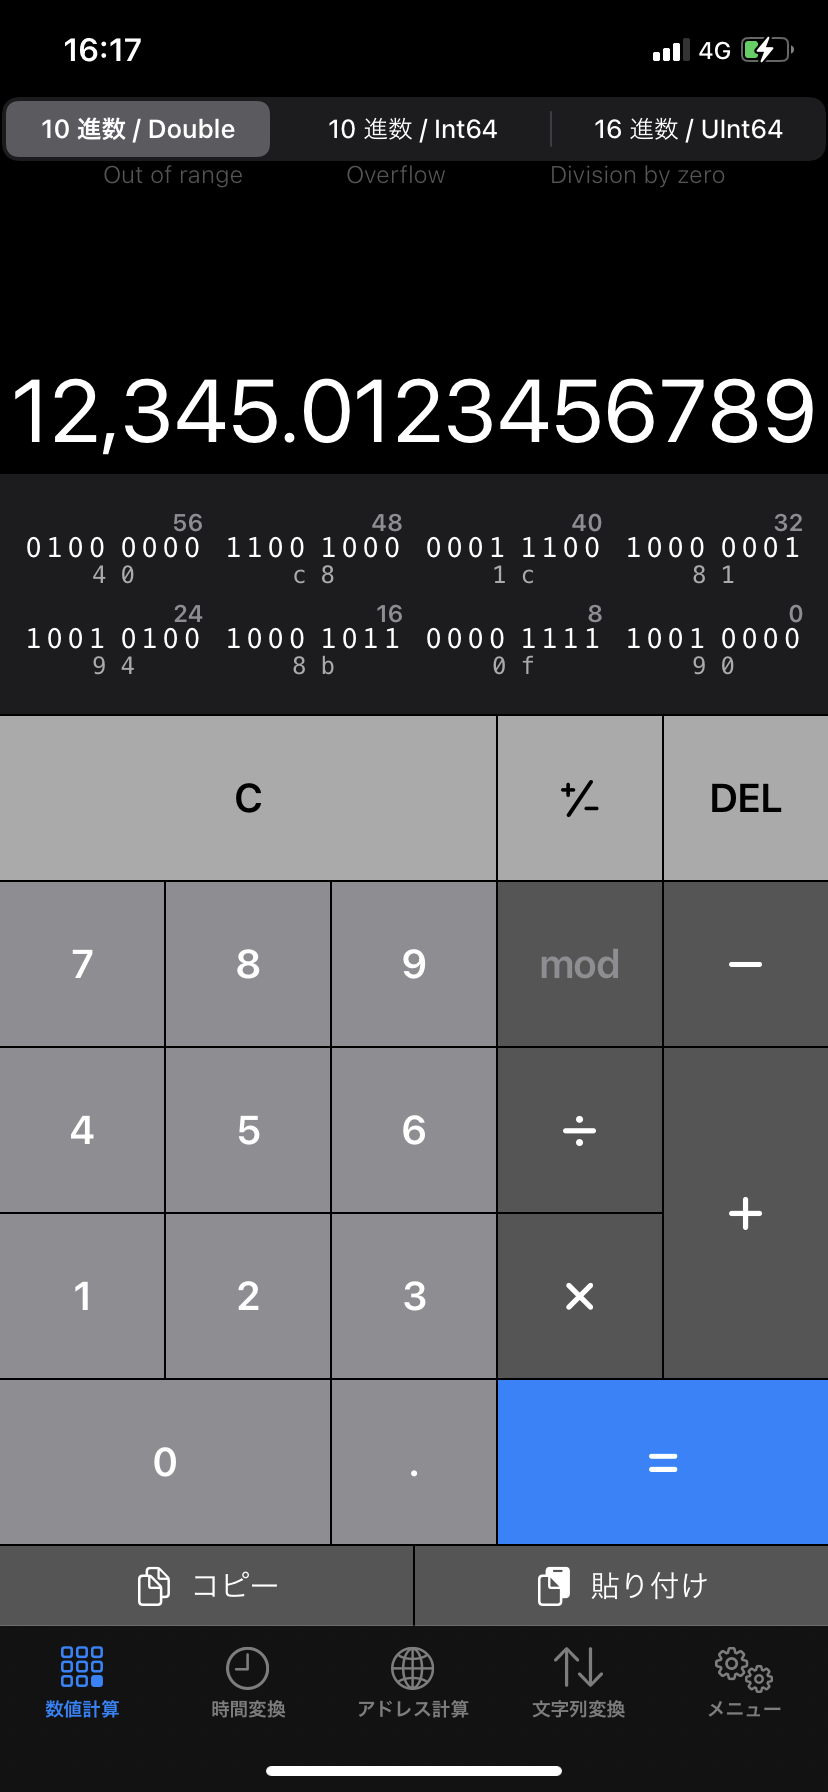 16:17 4G
10 進数 / Double 10 進数 / Int64 16 進数 / UInt64
Out of range Overflow Division by zero
12,345.0123456789
56 48 40 32
0100 0000 1100 1000 0001 1100 1000 0001
4 0 c 8 1 c 8 1
24 16 8 0
1001 0100 1000 1011 0000 1111 1001 0000
9 4 8 b 0 f 9 0
C +/− DEL
7 8 9 mod −
4 5 6 ÷
+
1 2 3 ×
0 . =
コピー 貼り付け
数値計算 時間変換 アドレス計算 文字列変換 メニュー